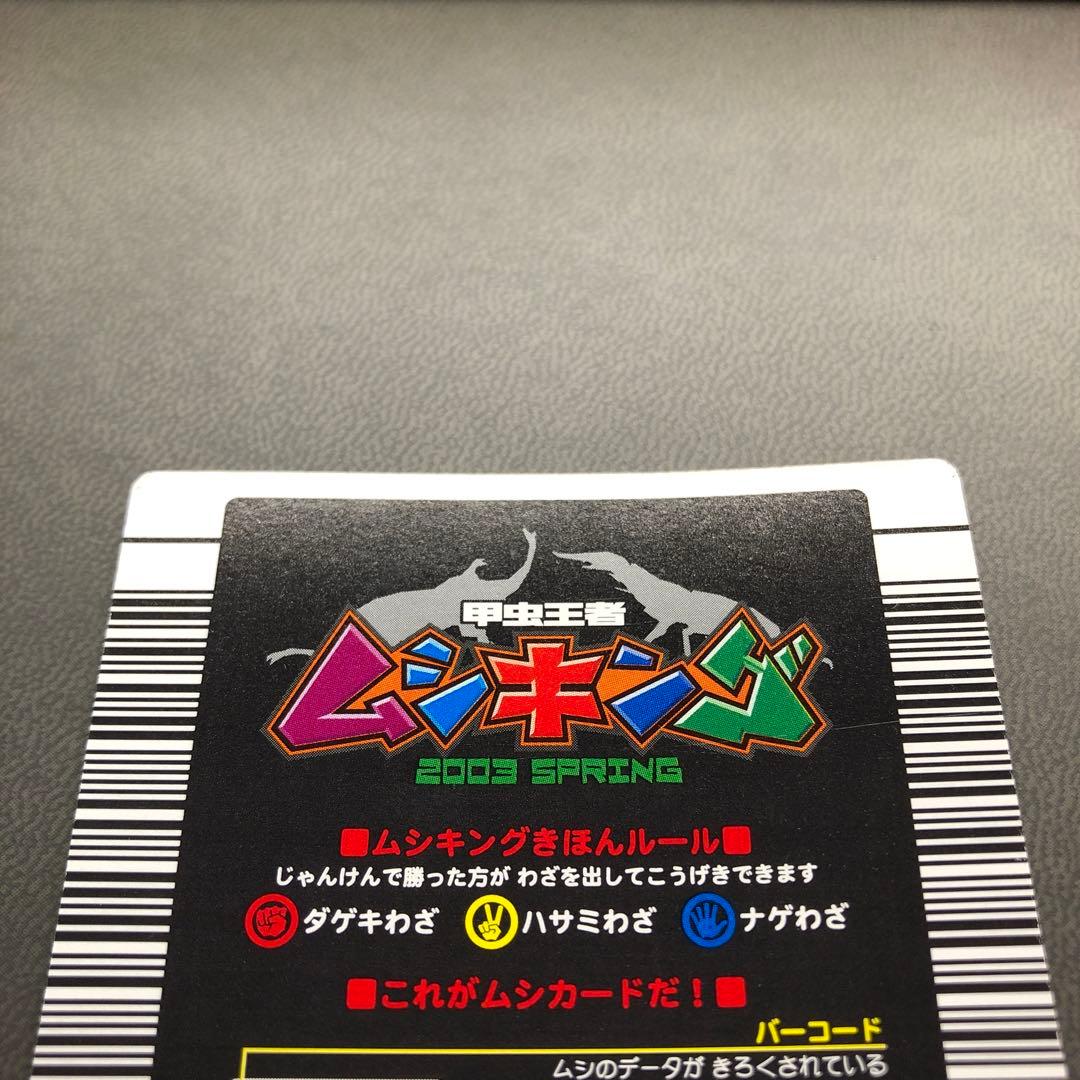 甲虫王者
ムシキング
2003 SPRING
■ムシキングきほんルール■
じゃんけんで勝った方が わざを出してこうげきできます
ダゲキわざ ハサミわざ ナゲわざ
■これがムシカードだ！■
バーコード
ムシのデータが きろくされている